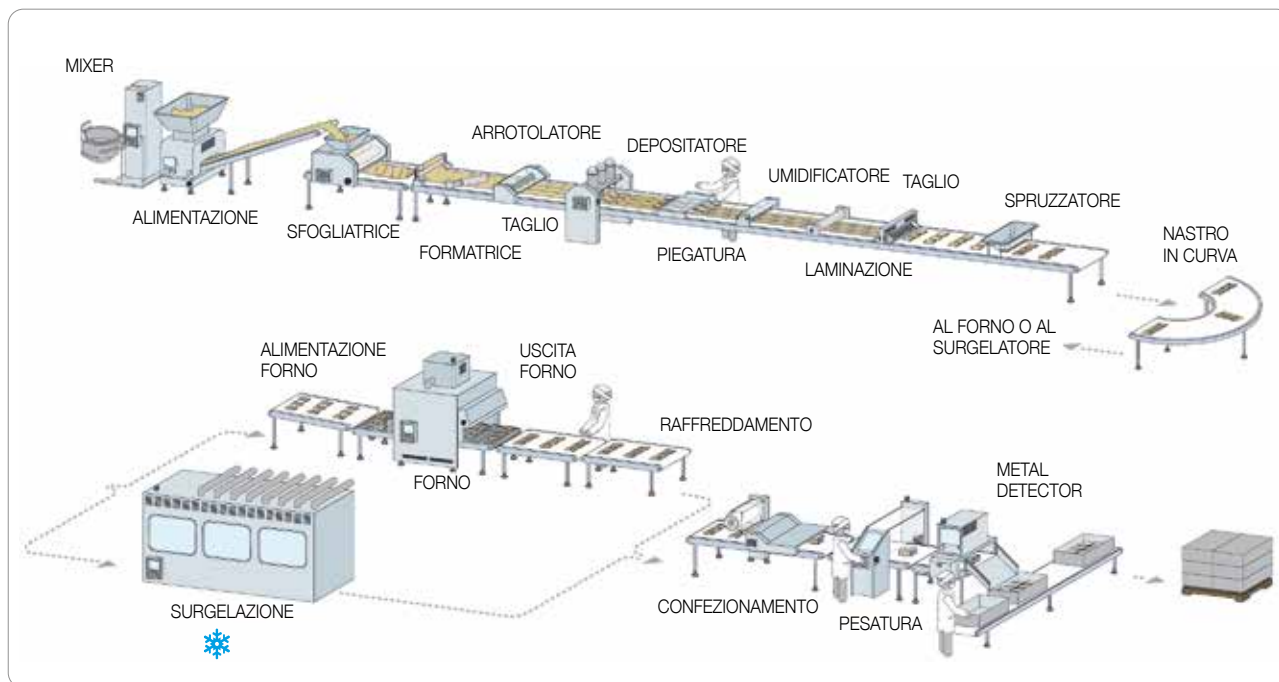 MIXER
ALIMENTAZIONE
SFOGLIATRICE
FORMATRICE
ARROTOLATORE
TAGLIO
DEPOSITATORE
PIEGATURA
UMIDIFICATORE
LAMINAZIONE
TAGLIO
SPRUZZATORE
NASTRO
IN CURVA
AL FORNO O AL
SURGELATORE
ALIMENTAZIONE
FORNO
FORNO
USCITA
FORNO
RAFFREDDAMENTO
SURGELAZIONE
CONFEZIONAMENTO
PESATURA
METAL
DETECTOR